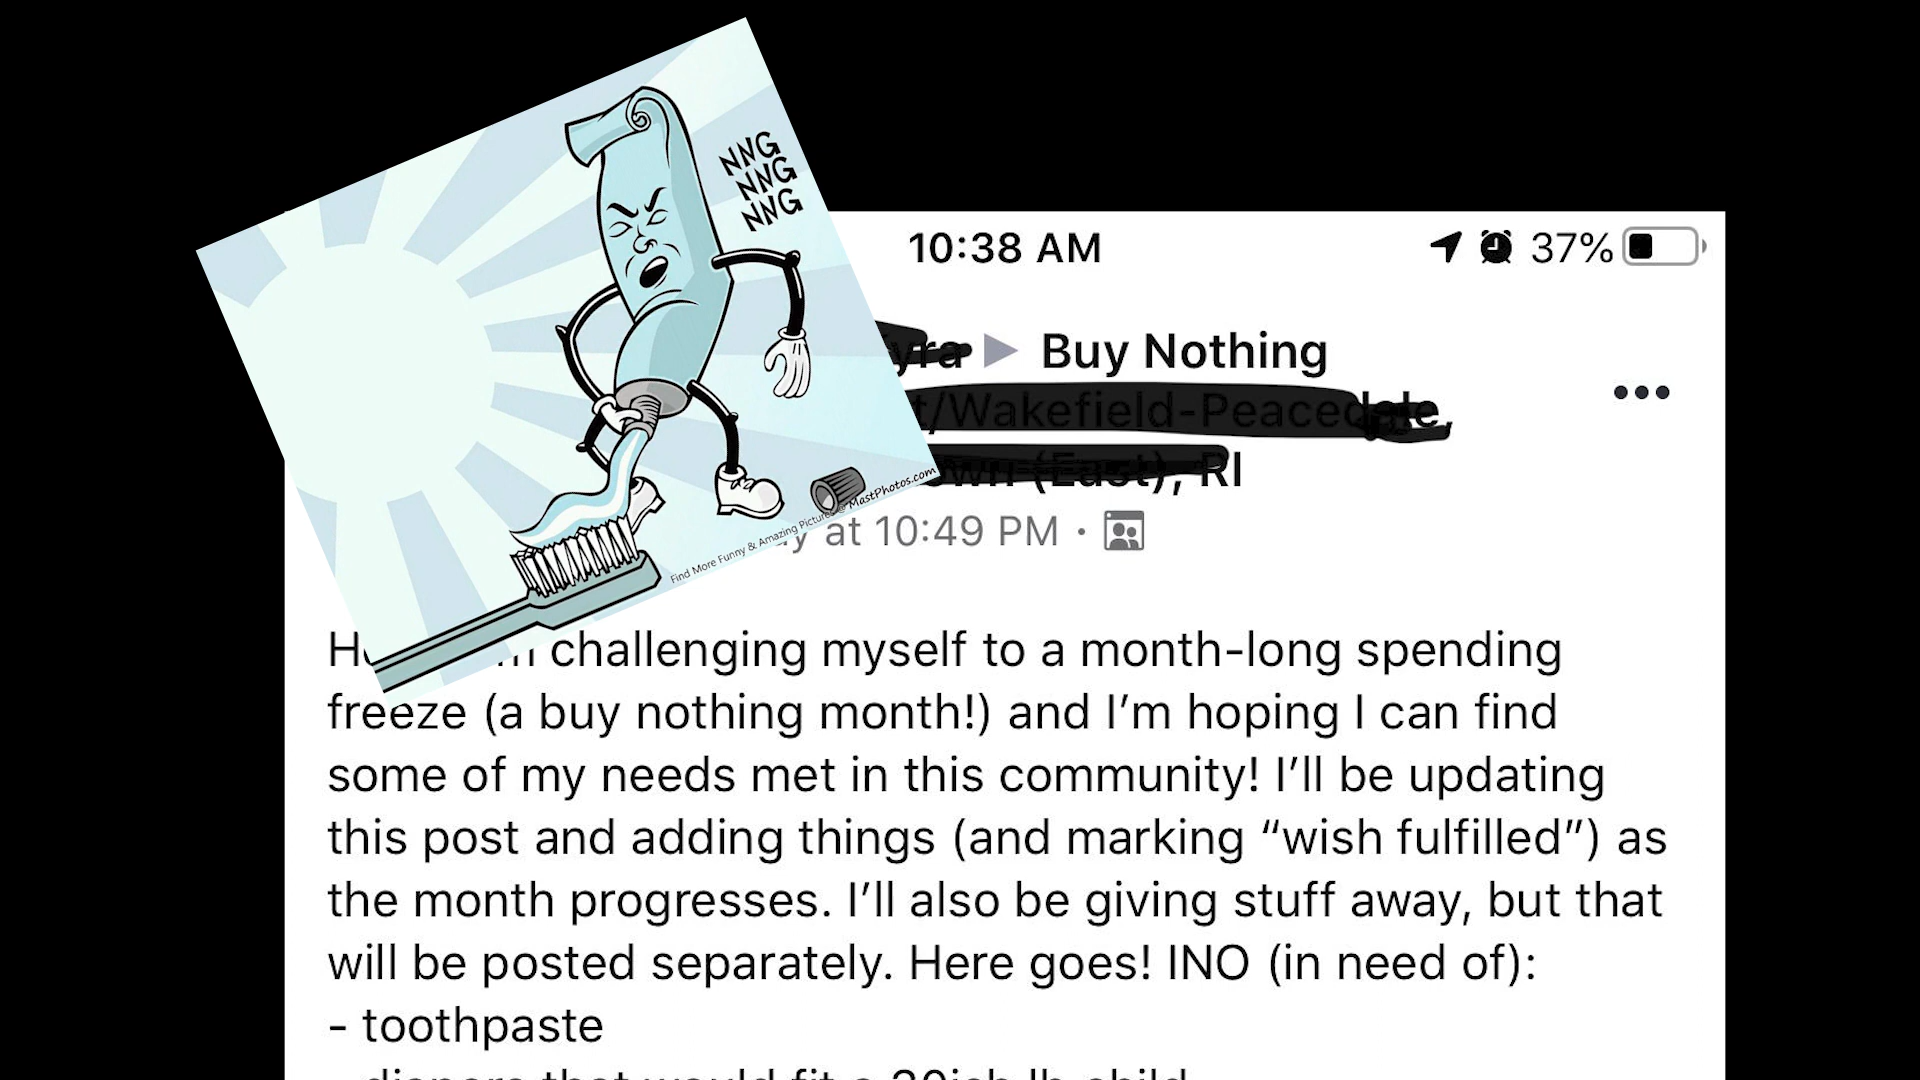 NNG
NNG
NNG
Find More Funny & Amazing Pictures @ MastPhotos.com
10:38 AM 37%
Buy Nothing
/Wakefield-Peacedale,
(East), RI
at 10:49 PM ·
challenging myself to a month-long spending
freeze (a buy nothing month!) and I’m hoping I can find
some of my needs met in this community! I’ll be updating
this post and adding things (and marking “wish fulfilled”) as
the month progresses. I’ll also be giving stuff away, but that
will be posted separately. Here goes! INO (in need of):
- toothpaste